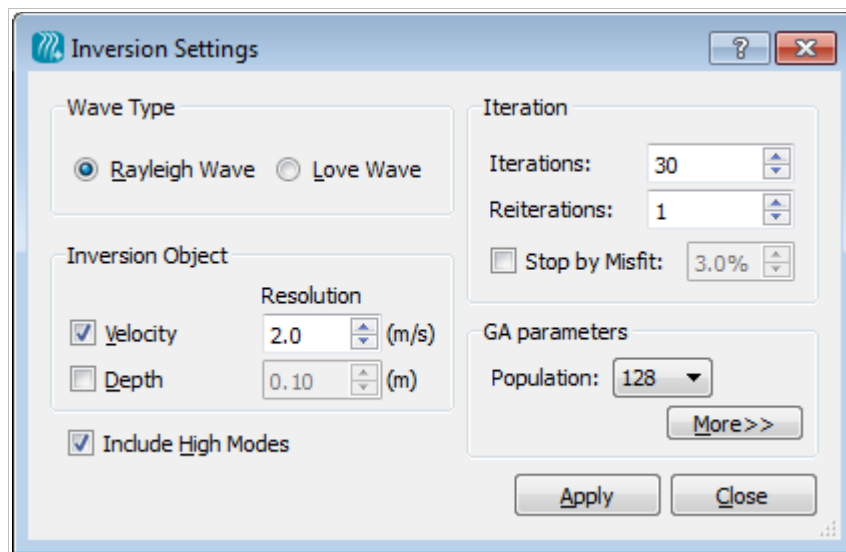 Inversion Settings
?
Wave Type
Rayleigh Wave
Love Wave
Inversion Object
Resolution
Velocity
2.0
(m/s)
Depth
0.10
(m)
Include High Modes
Iteration
Iterations:
30
Reiterations:
1
Stop by Misfit:
3.0%
GA parameters
Population:
128
More>>
Apply
Close